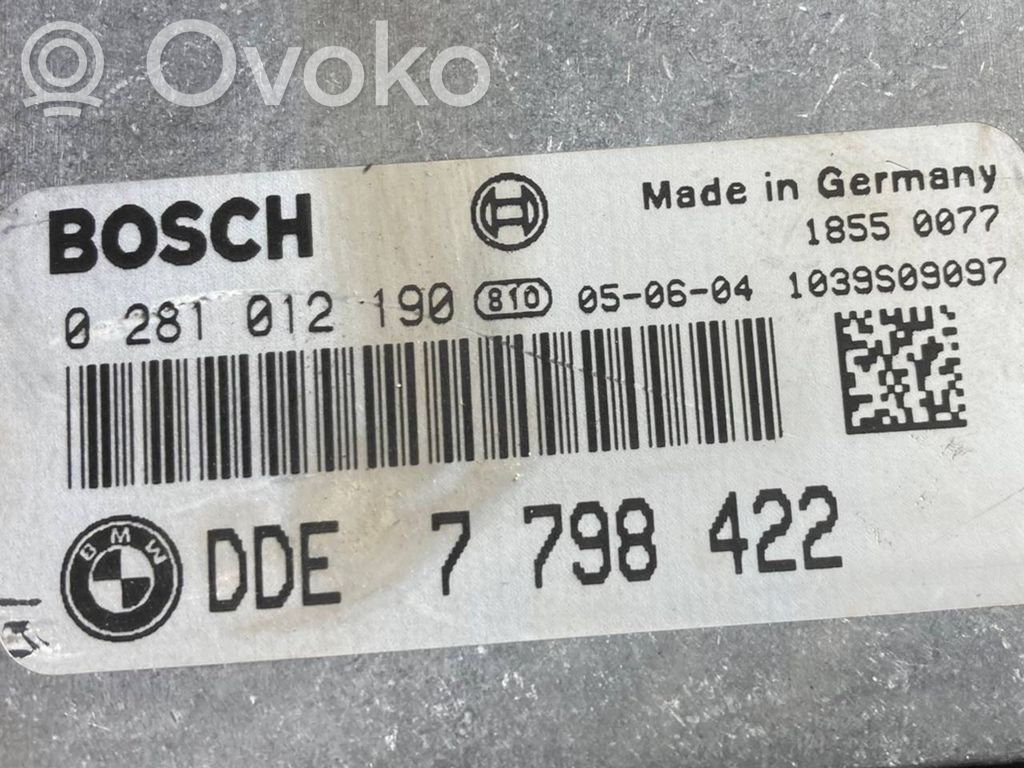 Ovoko
BOSCH
Made in Germany
1855 0077
0 281 012 190 810 05-06-04 1039S09097
BMW DDE 7 798 422